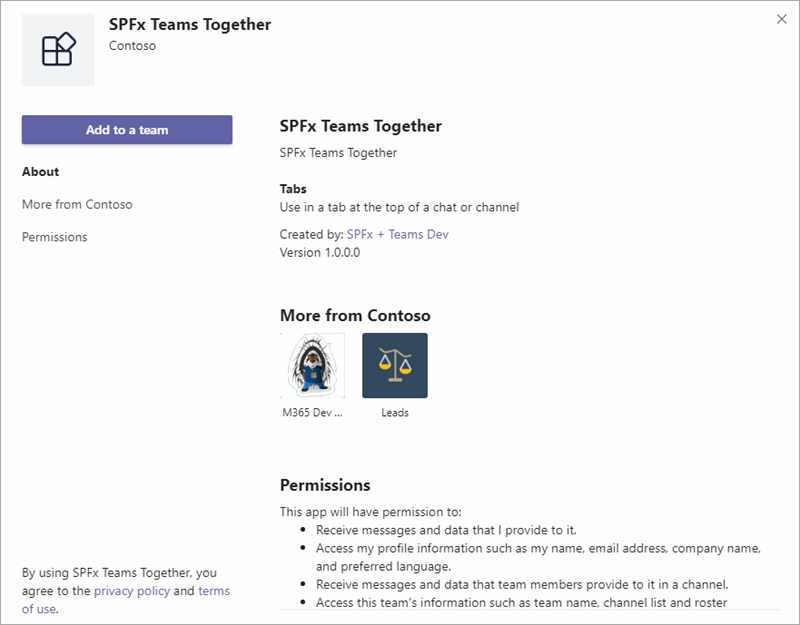 SPFx Teams Together
Contoso
Add to a team
About
More from Contoso
Permissions
By using SPFx Teams Together, you
agree to the privacy policy and terms
of use.
SPFx Teams Together
SPFx Teams Together
Tabs
Use in a tab at the top of a chat or channel
Created by: SPFx + Teams Dev
Version 1.0.0.0
More from Contoso
M365 Dev ...
Leads
Permissions
This app will have permission to:
• Receive messages and data that I provide to it.
• Access my profile information such as my name, email address, company name,
and preferred language.
• Receive messages and data that team members provide to it in a channel.
• Access this team's information such as team name, channel list and roster